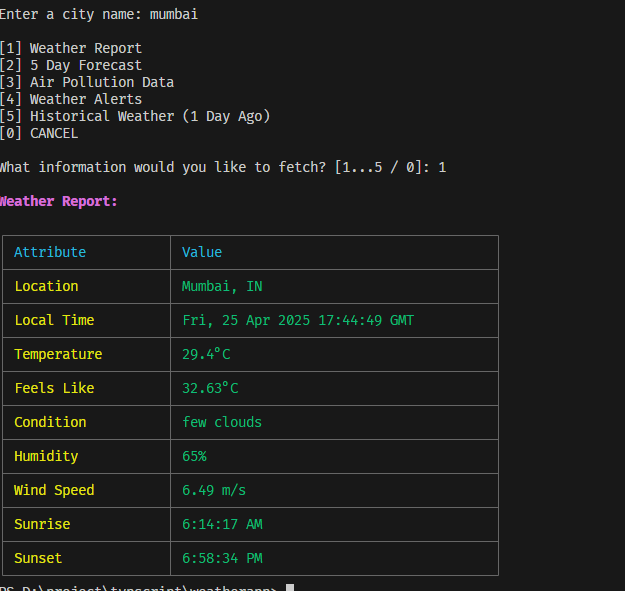 Enter a city name: mumbai
[1] Weather Report
[2] 5 Day Forecast
[3] Air Pollution Data
[4] Weather Alerts
[5] Historical Weather (1 Day Ago)
[0] CANCEL
What information would you like to fetch? [1...5 / 0]: 1
Weather Report:
Attribute Value
Location Mumbai, IN
Local Time Fri, 25 Apr 2025 17:44:49 GMT
Temperature 29.4°C
Feels Like 32.63°C
Condition few clouds
Humidity 65%
Wind Speed 6.49 m/s
Sunrise 6:14:17 AM
Sunset 6:58:34 PM
PS D:\project\typscript\weatherapp>